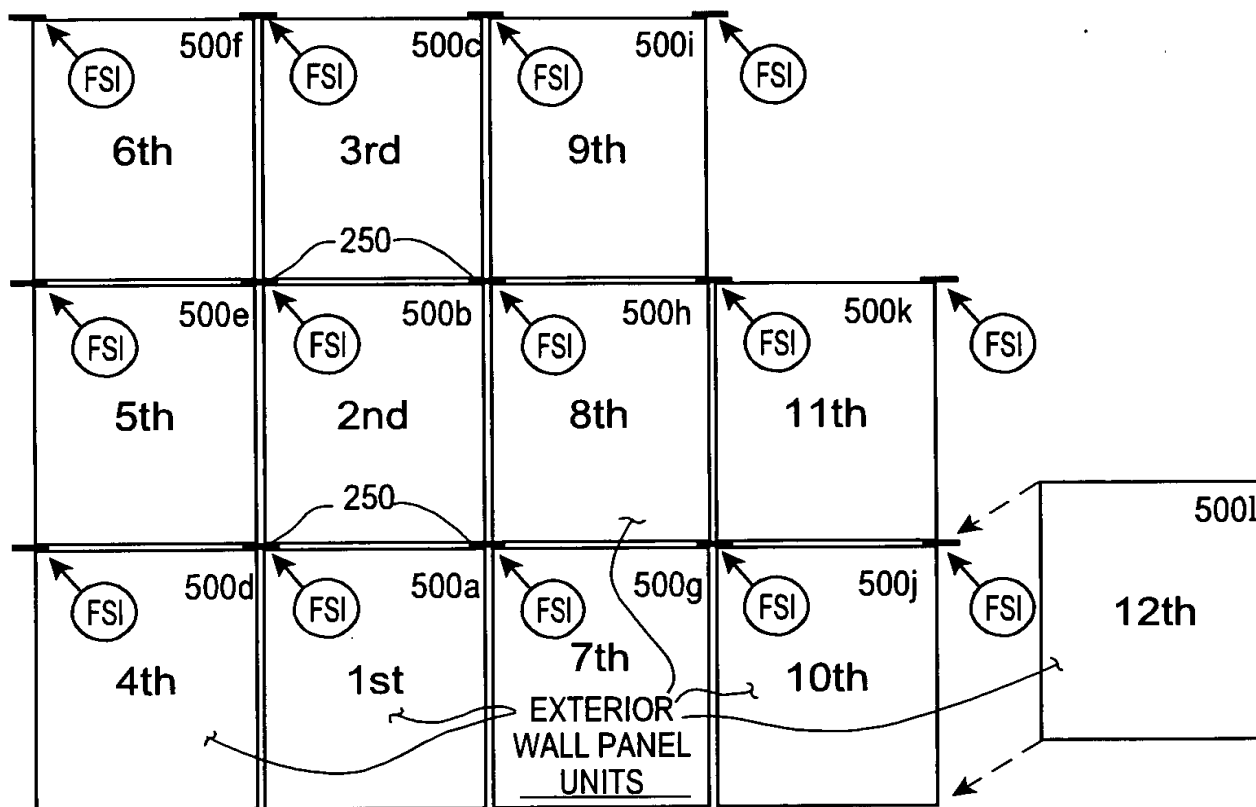 500f
500c
500i
FSI
FSI
FSI
FSI
6th
3rd
9th
250
500e
500b
500h
500k
FSI
FSI
FSI
FSI
FSI
5th
2nd
8th
11th
250
500l
500d
500a
500g
500j
FSI
FSI
FSI
FSI
FSI
12th
4th
1st
7th
10th
EXTERIOR
WALL PANEL
UNITS